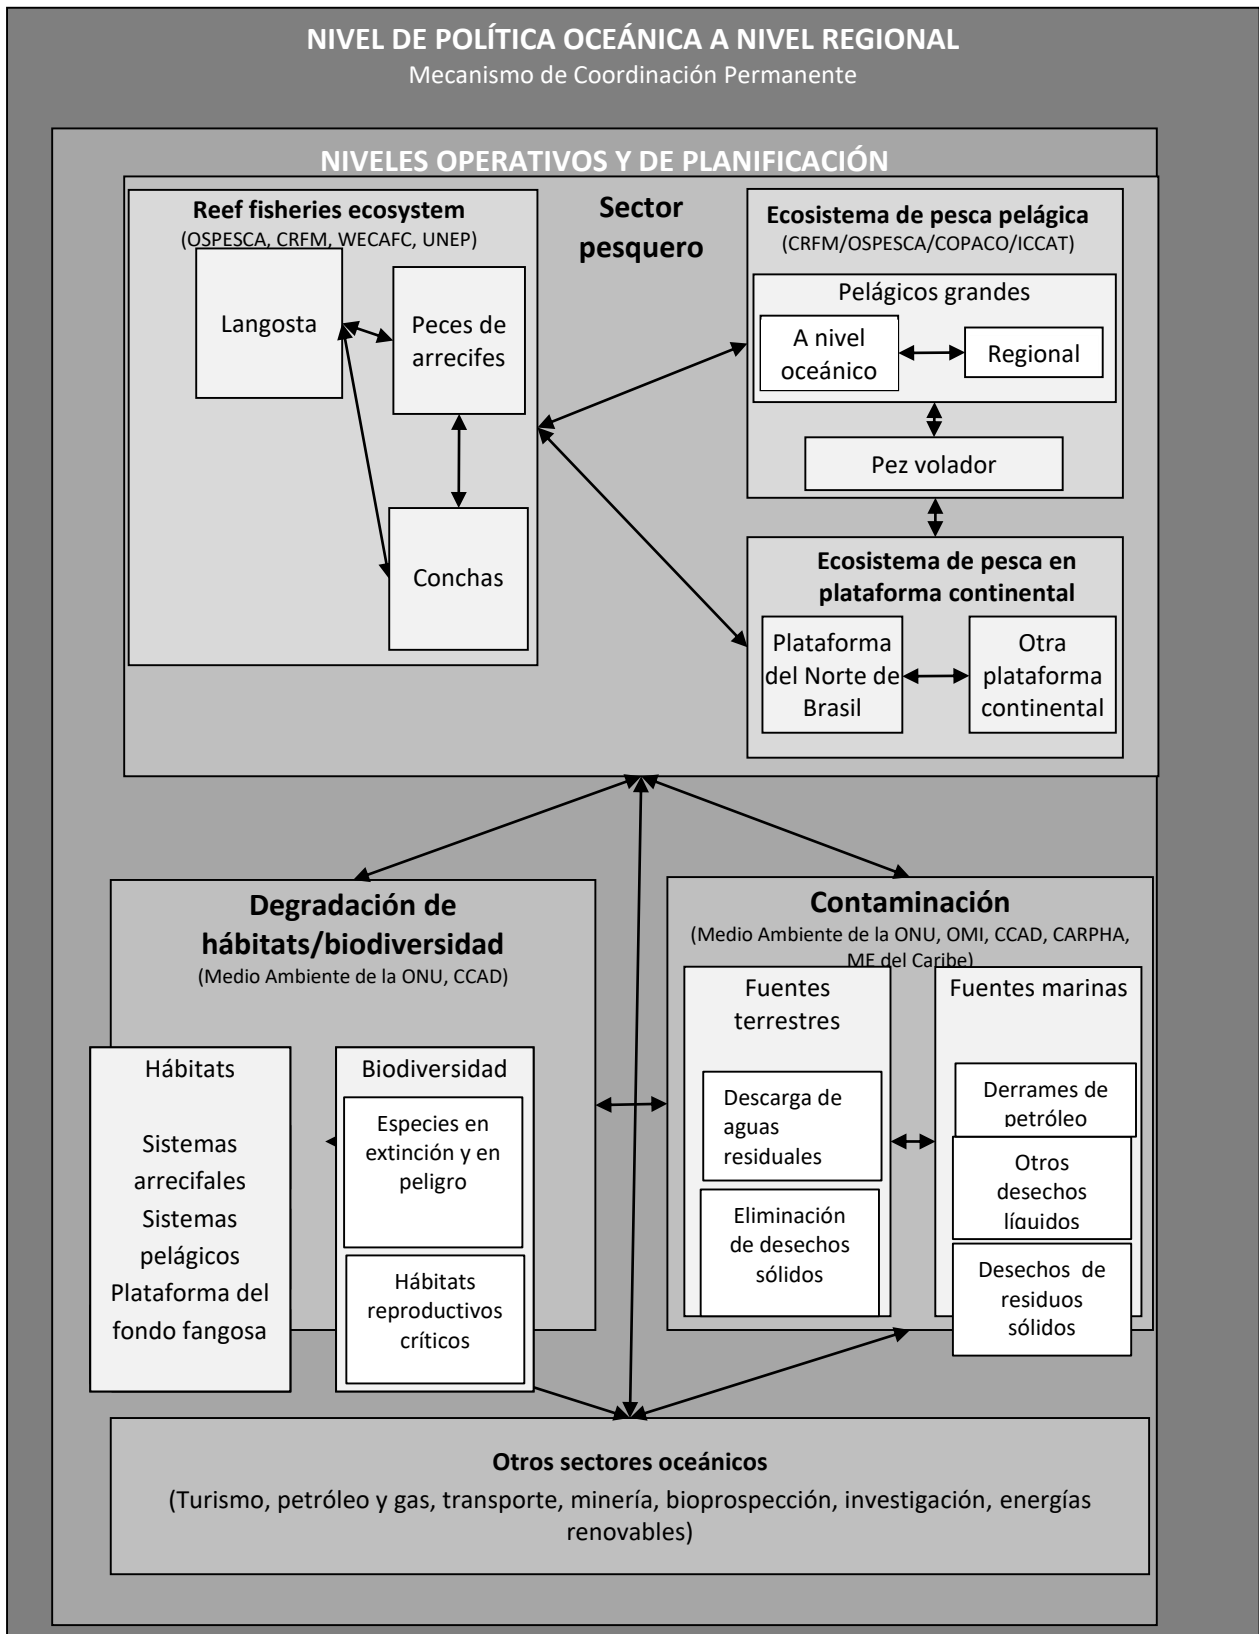 NIVEL DE POLÍTICA OCEÁNICA A NIVEL REGIONAL
Mecanismo de Coordinación Permanente
NIVELES OPERATIVOS Y DE PLANIFICACIÓN
Reef fisheries ecosystem
(OSPESCA, CRFM, WECAFC, UNEP)
Langosta
Peces de
arrecifes
Conchas
Sector
pesquero
Ecosistema de pesca pelágica
(CRFM/OSPESCA/COPACO/ICCAT)
Pelágicos grandes
A nivel
oceánico
Regional
Pez volador
Ecosistema de pesca en
plataforma continental
Plataforma
del Norte de
Brasil
Otra
plataforma
continental
Degradación de
hábitats/biodiversidad
(Medio Ambiente de la ONU, CCAD)
Hábitats
Sistemas
arrecifales
Sistemas
pelágicos
Plataforma del
fondo fangosa
Biodiversidad
Especies en
extinción y en
peligro
Hábitats
reproductivos
críticos
Contaminación
(Medio Ambiente de la ONU, OMI, CCAD, CARPHA,
ME del Caribe)
Fuentes
terrestres
Descarga de
aguas
residuales
Eliminación
de desechos
sólidos
Fuentes marinas
Derrames de
petróleo
Otros
desechos
líquidos
Desechos de
residuos
sólidos
Otros sectores oceánicos
(Turismo, petróleo y gas, transporte, minería, bioprospección, investigación, energías
renovables)